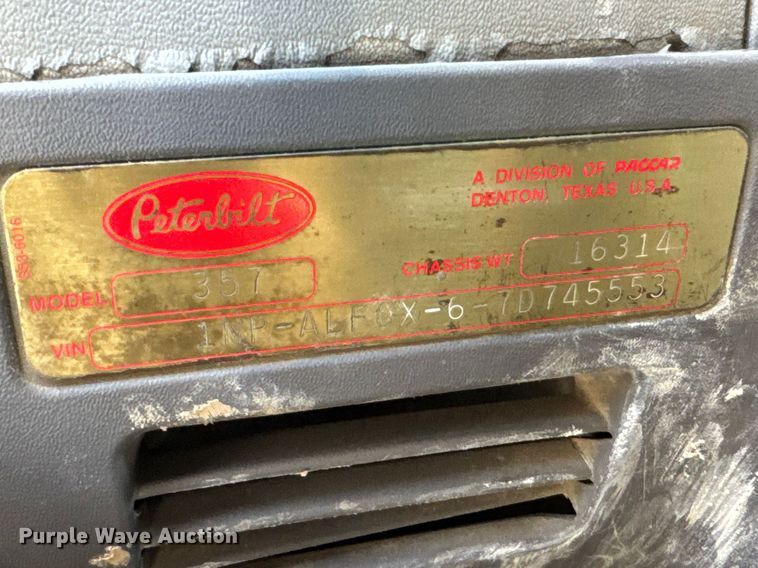 Peterbilt
A DIVISION OF PACCAR
DENTON, TEXAS U.S.A.
MODEL 357
CHASSIS WT 16314
VIN 1NP-ALF0X-6-7D745553
Purple Wave Auction